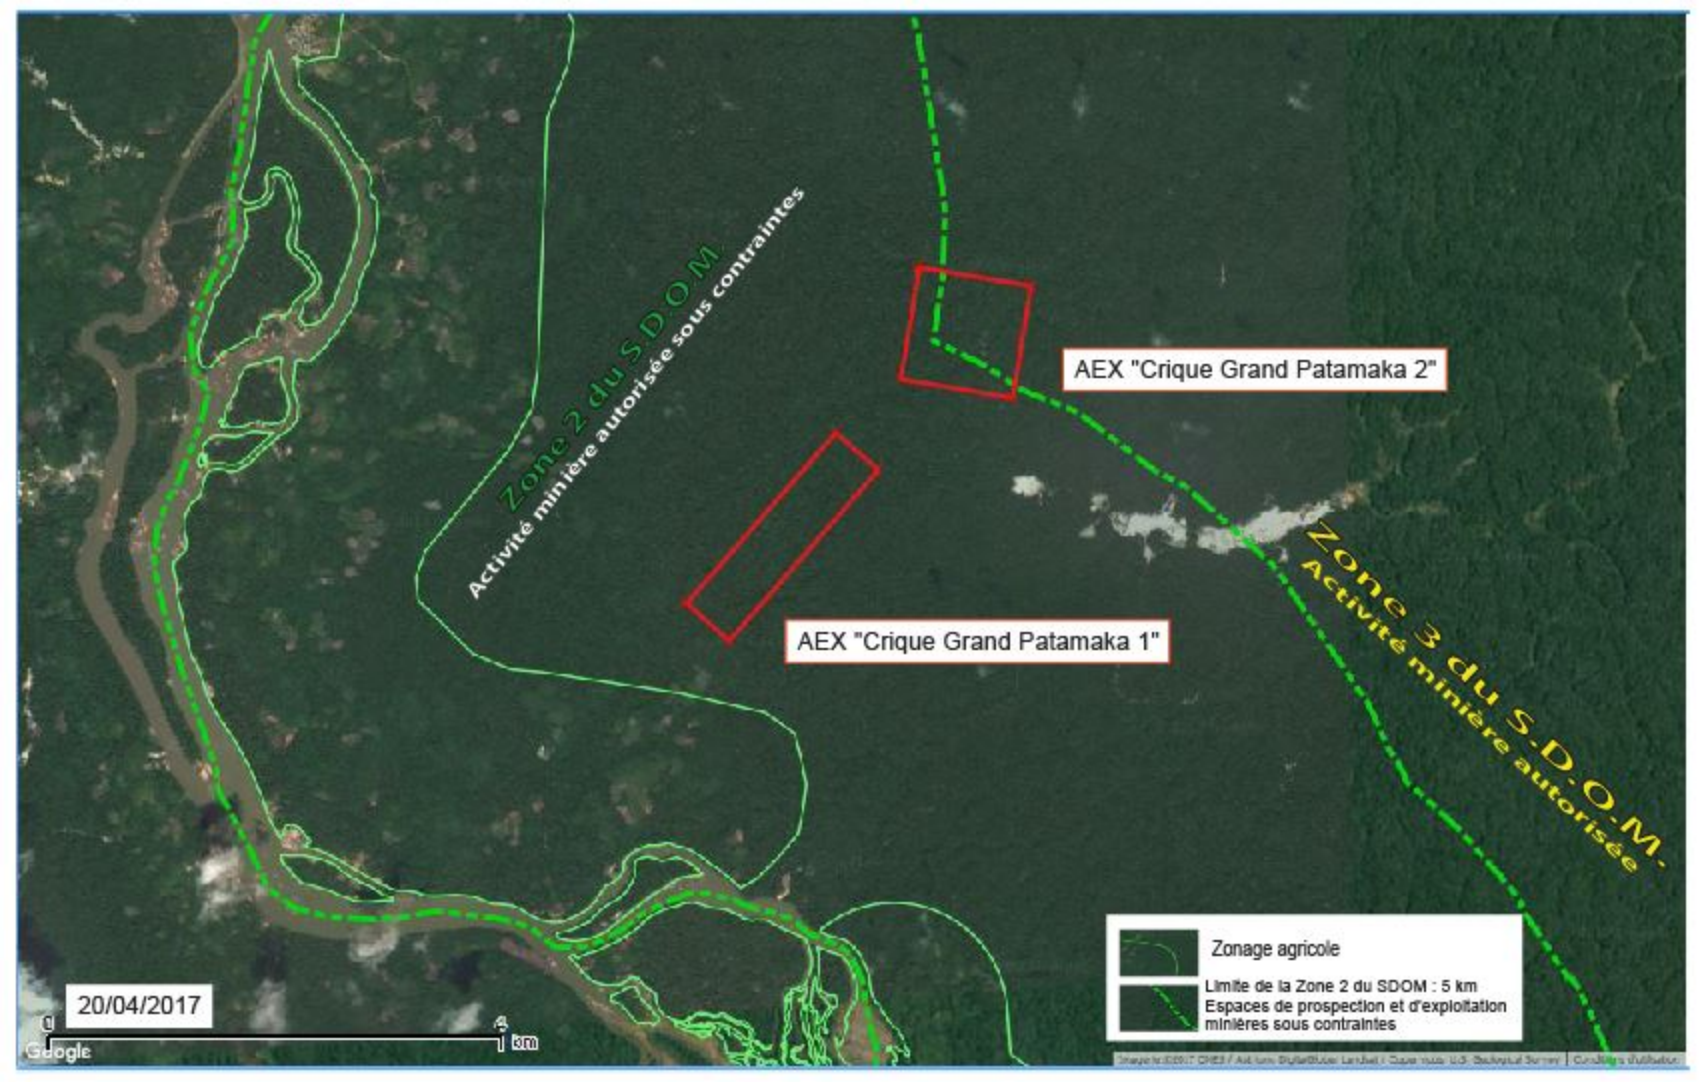 Zone 2 du S.D.O.M.
Activité minière autorisée sous contraintes
AEX "Crique Grand Patamaka 2"
AEX "Crique Grand Patamaka 1"
Zone 3 du S.D.O.M.
Activité minière autorisée
Zonage agricole
Limite de la Zone 2 du SDOM : 5 km
Espaces de prospection et d'exploitation
minières sous contraintes
20/04/2017
0 4
km
Google